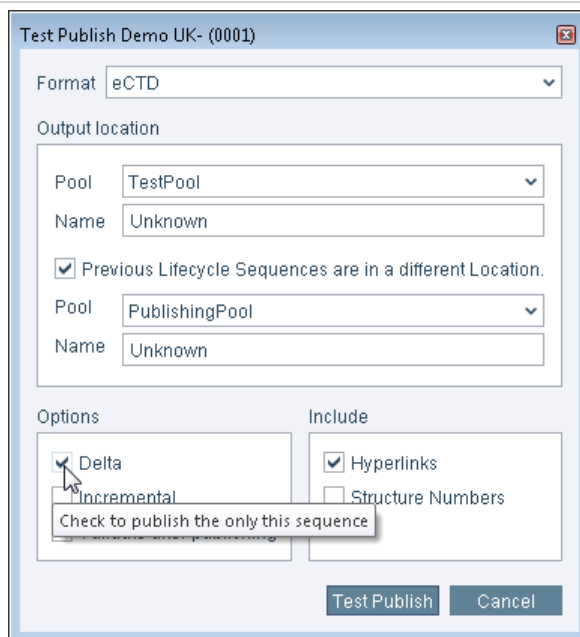 Test Publish Demo UK- (0001)
Format eCTD
Output location
Pool TestPool
Name Unknown
Previous Lifecycle Sequences are in a different Location.
Pool PublishingPool
Name Unknown
Options
Delta
Incremental
Check to publish the only this sequence
publishing
Include
Hyperlinks
Structure Numbers
Test Publish
Cancel